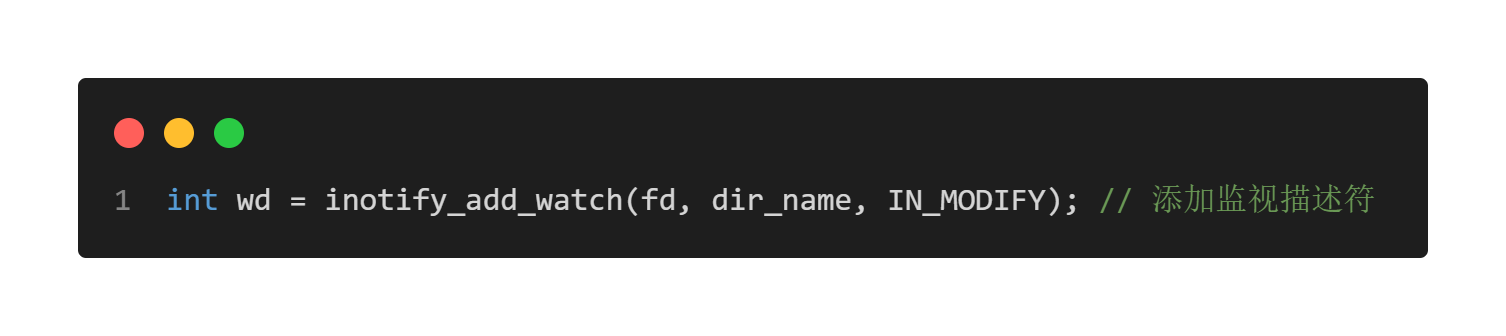 1 int wd = inotify_add_watch(fd, dir_name, IN_MODIFY); // 添加监视描述符